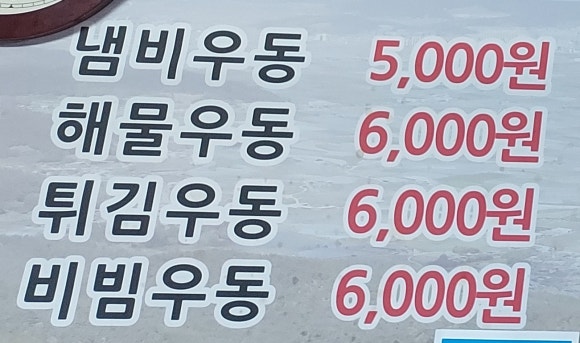 냄비우동 5,000원
해물우동 6,000원
튀김우동 6,000원
비빔우동 6,000원